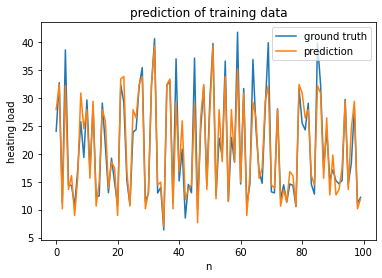 prediction of training data
ground truth
prediction
heating load
40
35
30
25
20
15
10
5
0 20 40 60 80 100
n